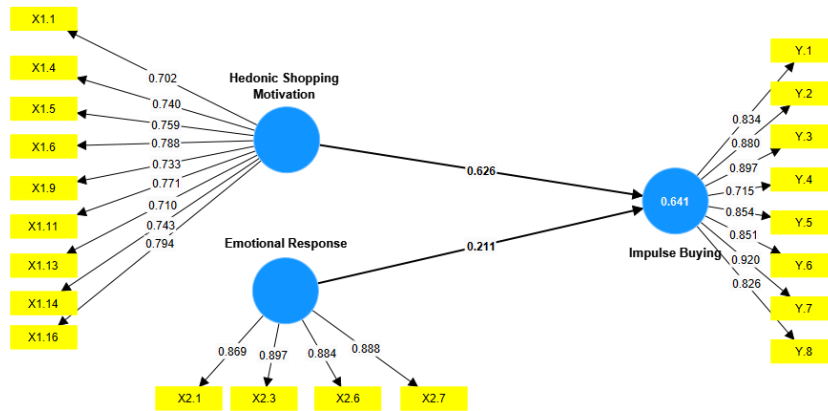 X1.1
X1.4
X1.5
X1.6
X1.9
X1.11
X1.13
X1.14
X1.16
0.702
0.740
0.759
0.788
0.733
0.771
0.710
0.743
0.794
Hedonic Shopping
Motivation
0.626
Emotional Response
0.211
0.869
0.897
0.884
0.888
X2.1
X2.3
X2.6
X2.7
0.641
Impulse Buying
0.834
0.880
0.897
0.715
0.854
0.851
0.920
0.826
Y.1
Y.2
Y.3
Y.4
Y.5
Y.6
Y.7
Y.8